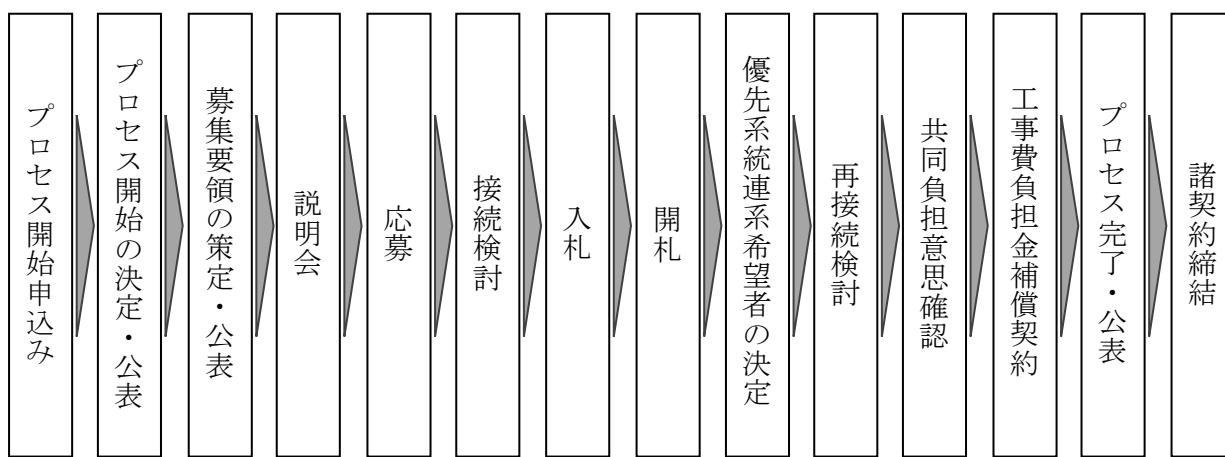 プロセス開始申込み
プロセス開始の決定・公表
募集要領の策定・公表
説明会
応募
接続検討
入札
開札
優先系統連系希望者の決定
再接続検討
共同負担意思確認
工事費負担金補償契約
プロセス完了・公表
諸契約締結